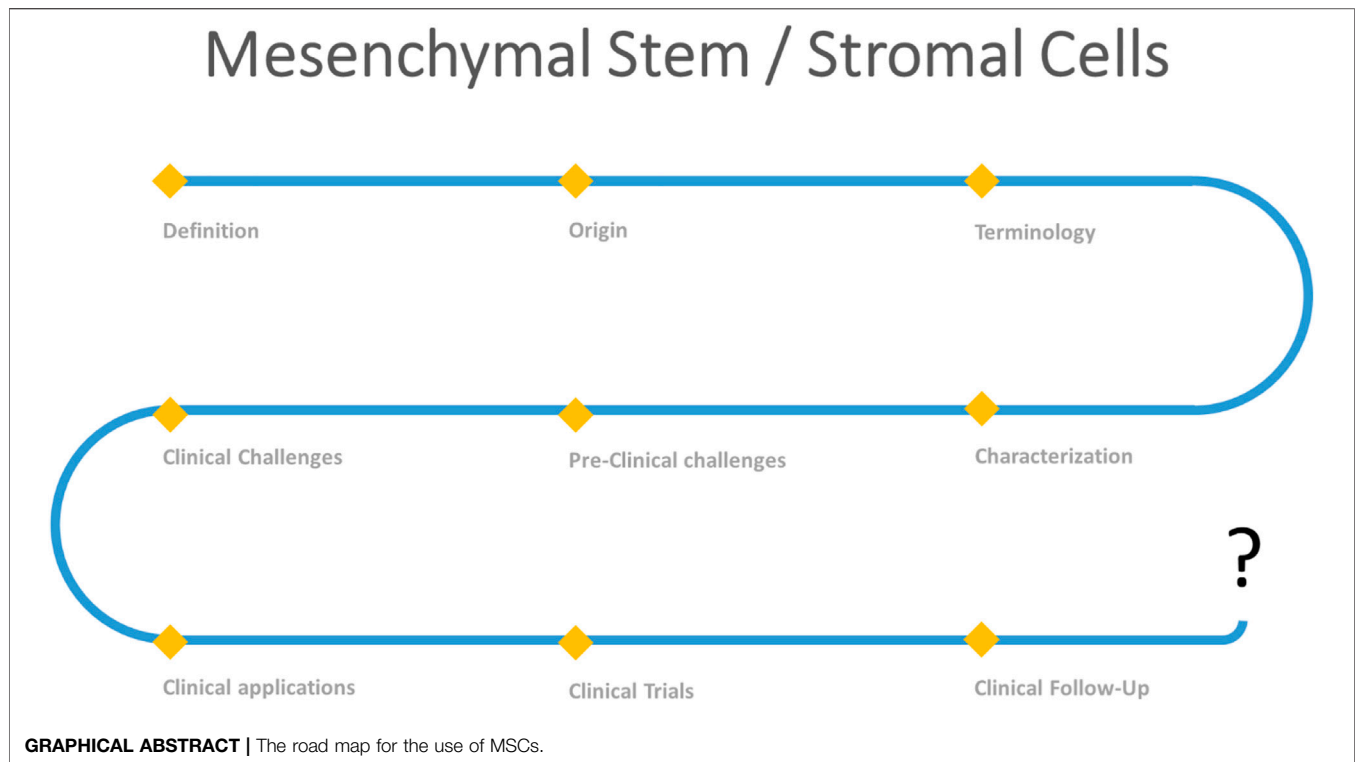 Mesenchymal Stem / Stromal Cells
Definition
Origin
Terminology
Clinical Challenges
Pre-Clinical challenges
Characterization
?
Clinical applications
Clinical Trials
Clinical Follow-Up
GRAPHICAL ABSTRACT | The road map for the use of MSCs.